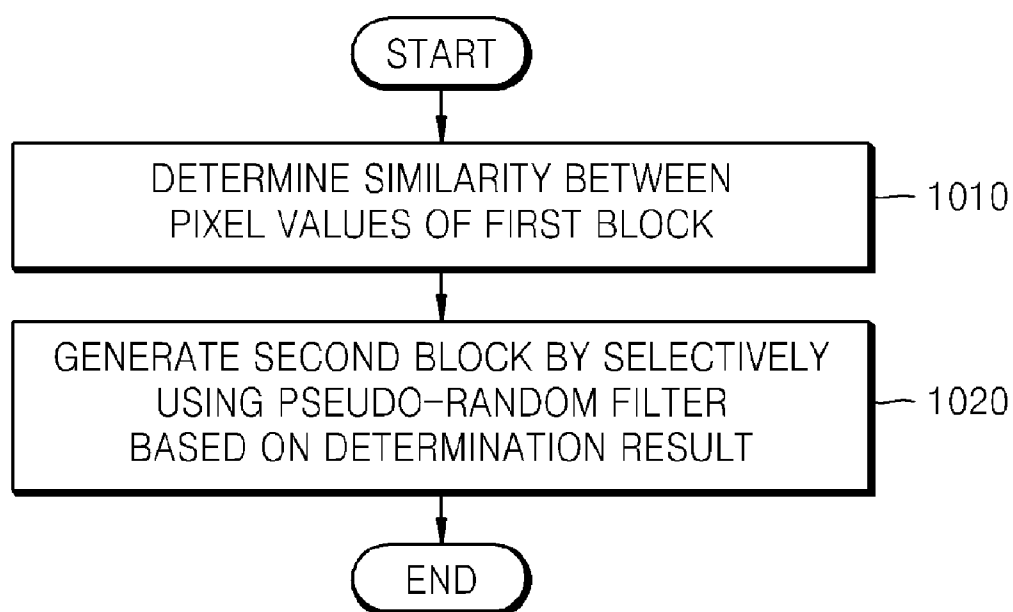 START
DETERMINE SIMILARITY BETWEEN
PIXEL VALUES OF FIRST BLOCK
1010
GENERATE SECOND BLOCK BY SELECTIVELY
USING PSEUDO-RANDOM FILTER
BASED ON DETERMINATION RESULT
1020
END